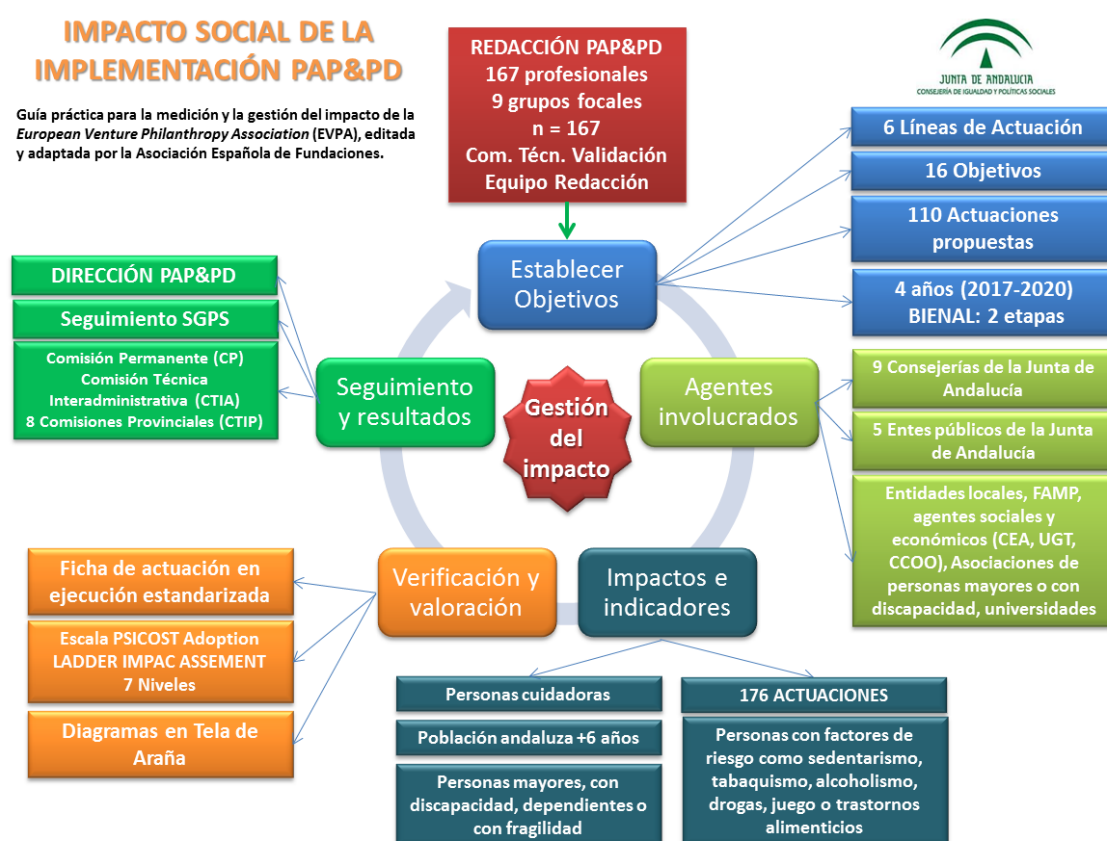 IMPACTO SOCIAL DE LA
IMPLEMENTACIÓN PAP&PD
Guía práctica para la medición y la gestión del impacto de la
European Venture Philanthropy Association (EVPA), editada
y adaptada por la Asociación Española de Fundaciones.
REDACCIÓN PAP&PD
167 profesionales
9 grupos focales
n = 167
Com. Técn. Validación
Equipo Redacción
JUNTA DE ANDALUCIA
CONSEJERÍA DE IGUALDAD Y POLÍTICAS SOCIALES
Establecer
Objetivos
6 Líneas de Actuación
16 Objetivos
110 Actuaciones
propuestas
4 años (2017-2020)
BIENAL: 2 etapas
Agentes
involucrados
9 Consejerías de la Junta de
Andalucía
5 Entes públicos de la Junta
de Andalucía
Entidades locales, FAMP,
agentes sociales y
económicos (CEA, UGT,
CCOO), Asociaciones de
personas mayores o con
discapacidad, universidades
Impactos e
indicadores
Personas cuidadoras
Población andaluza +6 años
Personas mayores, con
discapacidad, dependientes o
con fragilidad
176 ACTUACIONES
Personas con factores de
riesgo como sedentarismo,
tabaquismo, alcoholismo,
drogas, juego o trastornos
alimenticios
Verificación y
valoración
Ficha de actuación en
ejecución estandarizada
Escala PSICOST Adoption
LADDER IMPAC ASSEMENT
7 Niveles
Diagramas en Tela de
Araña
Seguimiento
y resultados
DIRECCIÓN PAP&PD
Seguimiento SGPS
Comisión Permanente (CP)
Comisión Técnica
Interadministrativa (CTIA)
8 Comisiones Provinciales (CTIP)
Gestión
del
impacto